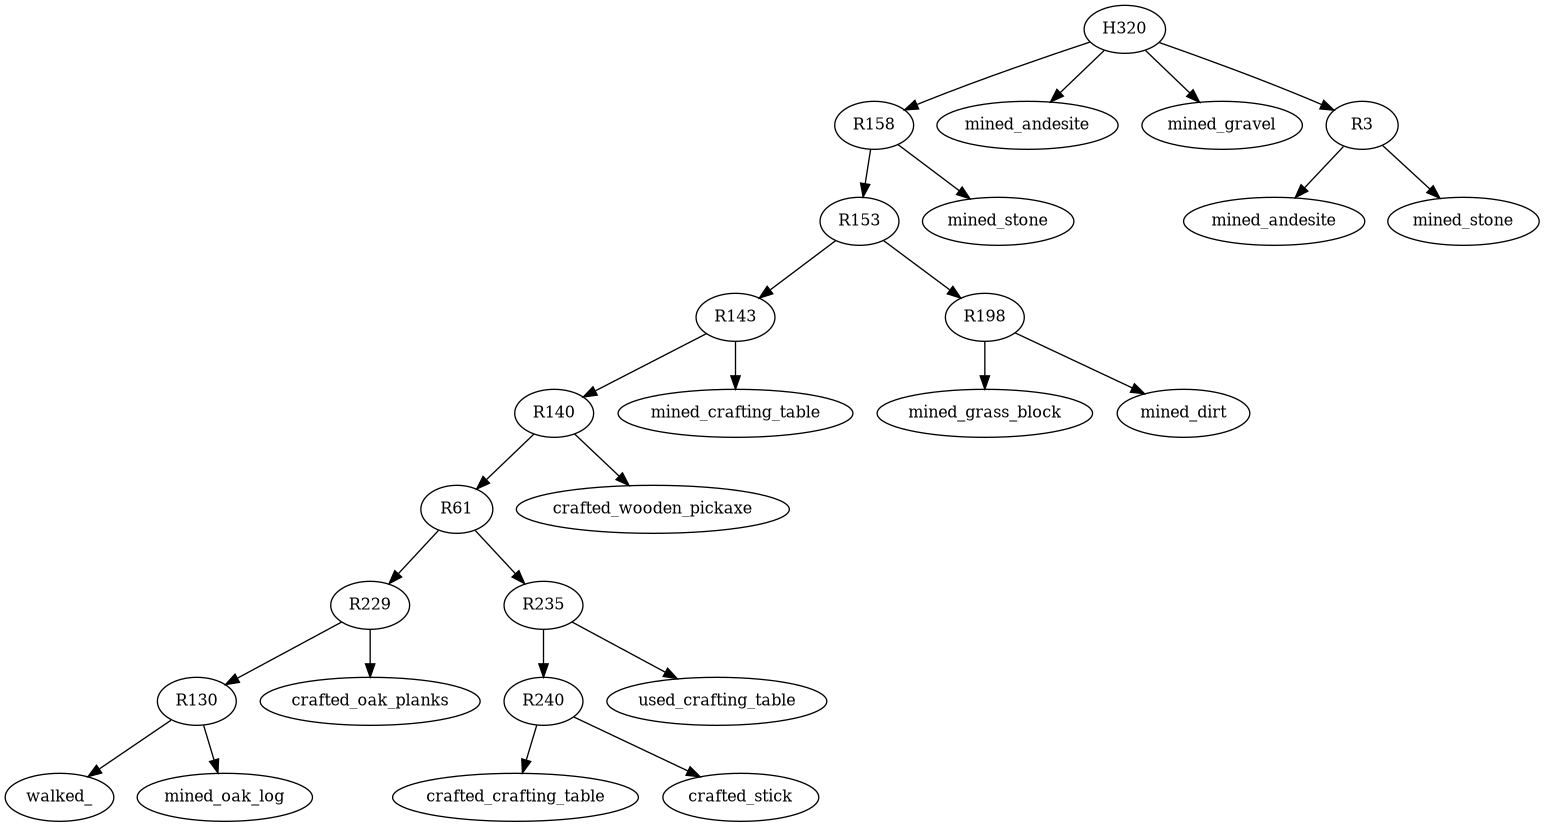 H320
R158
mined_andesite
mined_gravel
R3
R153
mined_stone
mined_andesite
mined_stone
R143
R198
R140
mined_crafting_table
mined_grass_block
mined_dirt
R61
crafted_wooden_pickaxe
R229
R235
R130
crafted_oak_planks
R240
used_crafting_table
walked_
mined_oak_log
crafted_crafting_table
crafted_stick